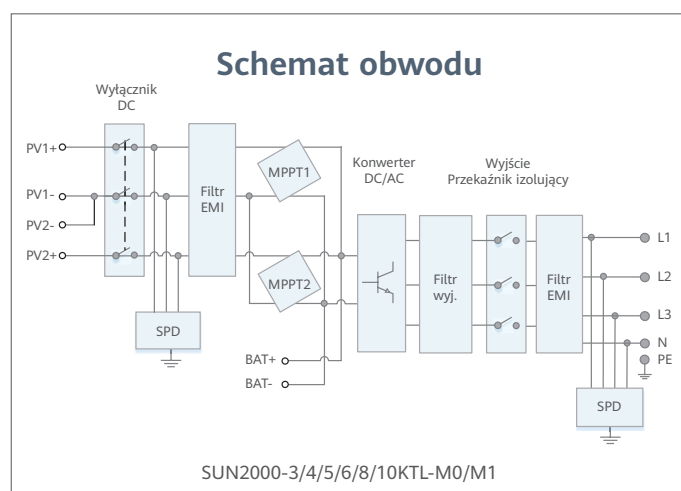 Schemat obwodu
Wyłącznik
DC
PV1+
PV1-
PV2-
PV2+
Filtr
EMI
MPPT1
MPPT2
SPD
BAT+
BAT-
Konwerter
DC/AC
Filtr
wyj.
Wyjście
Przekaźnik izolujący
Filtr
EMI
L1
L2
L3
N
PE
SPD
SUN2000-3/4/5/6/8/10KTL-M0/M1